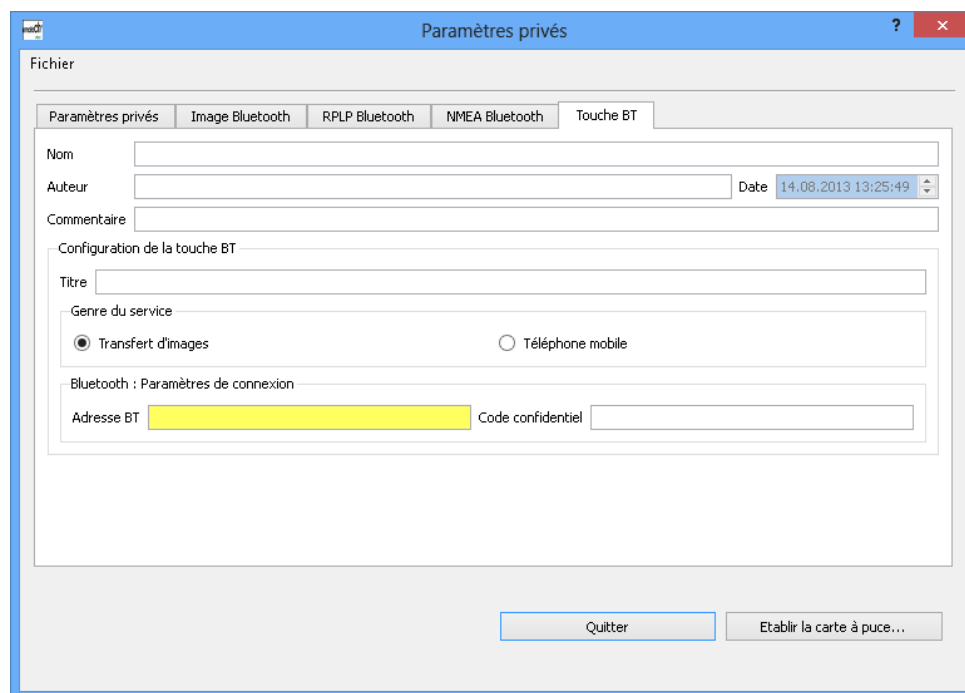 Paramètres privés
Fichier
Paramètres privés Image Bluetooth RPLP Bluetooth NMEA Bluetooth Touche BT
Nom
Auteur Date 14.08.2013 13:25:49
Commentaire
Configuration de la touche BT
Titre
Genre du service
Transfert d'images Téléphone mobile
Bluetooth : Paramètres de connexion
Adresse BT Code confidentiel
Quitter Etablir la carte à puce...